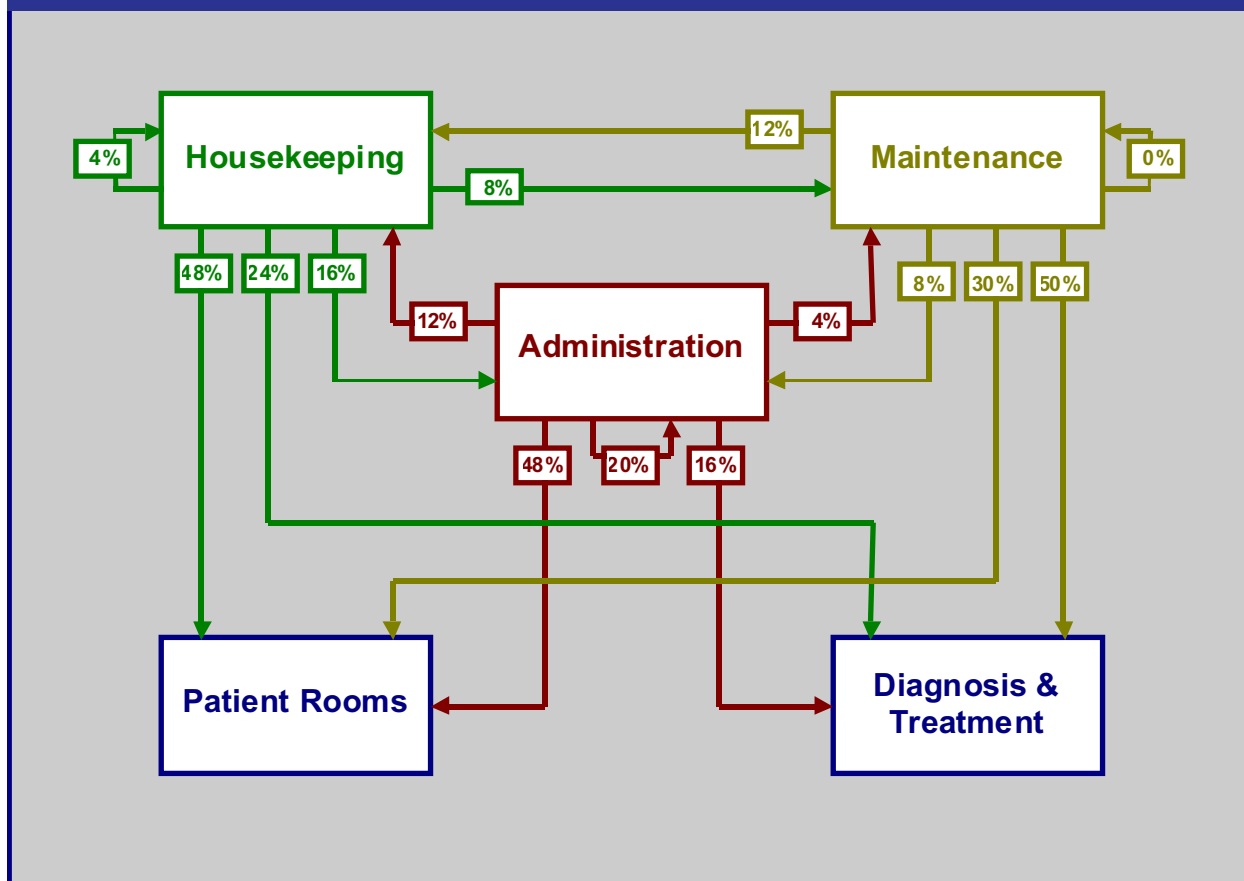 12%
4%
Housekeeping
Maintenance
0%
8%
48%
24%
16%
8%
30%
50%
12%
4%
Administration
48%
20%
16%
Patient Rooms
Diagnosis &
Treatment